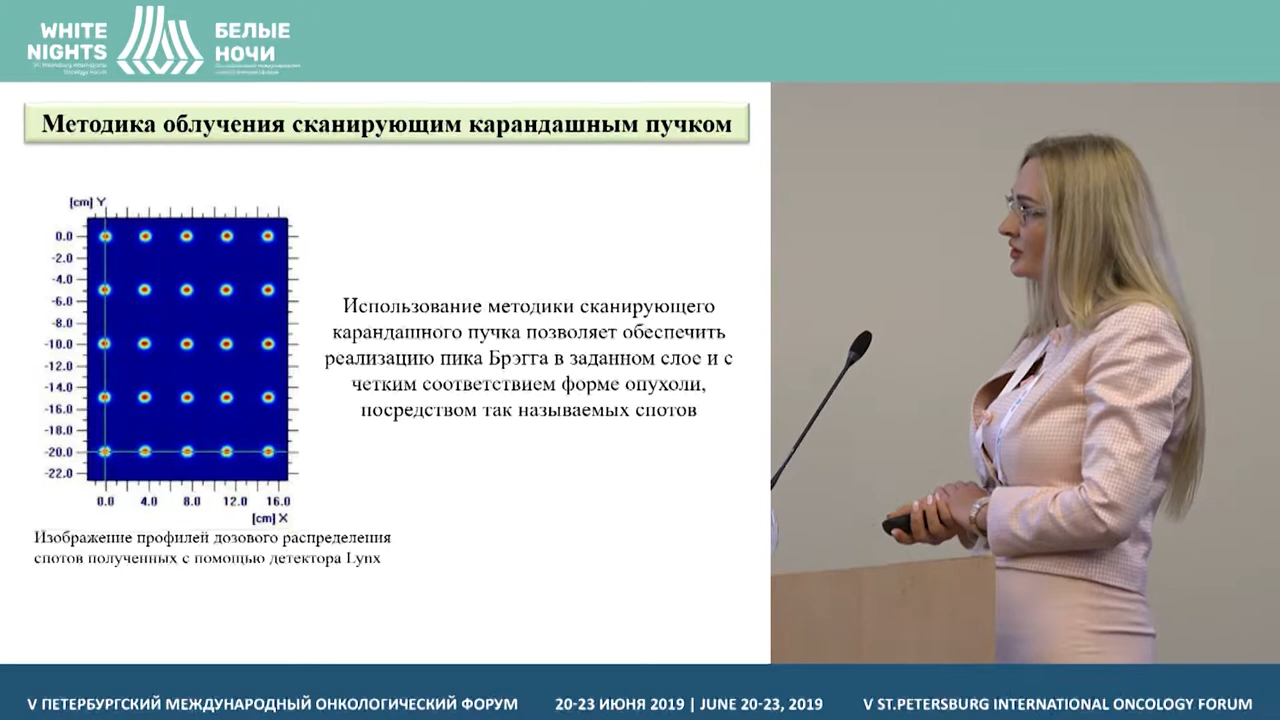 WHITE
NIGHTS
БЕЛЫЕ
НОЧИ
Методика облучения сканирующим карандашным пучком
[cm] Y
0.0
-2.0
-4.0
-6.0
-8.0
-10.0
-12.0
-14.0
-16.0
-18.0
-20.0
-22.0
0.0 4.0 8.0 12.0 16.0
[cm] X
Изображение профилей дозового распределения
спотов полученных с помощью детектора Lynx
Использование методики сканирующего
карандашного пучка позволяет обеспечить
реализацию пика Брэгга в заданном слое и с
четким соответствием форме опухоли,
посредством так называемых спотов
V ПЕТЕРБУРГСКИЙ МЕЖДУНАРОДНЫЙ ОНКОЛОГИЧЕСКИЙ ФОРУМ 20-23 ИЮНЯ 2019 | JUNE 20-23, 2019 V ST.PETERSBURG INTERNATIONAL ONCOLOGY FORUM